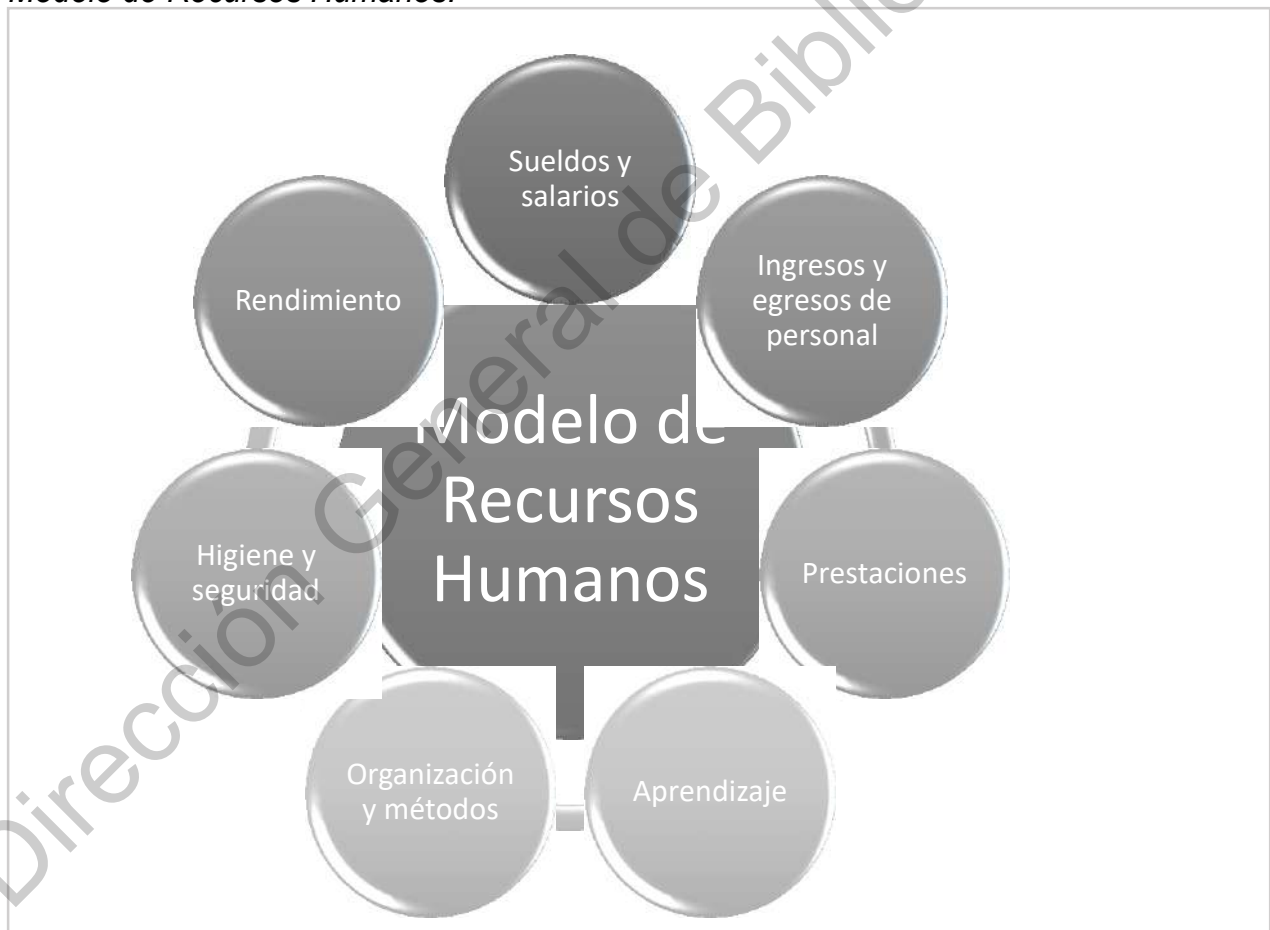 Modelo de Recursos Humanos.
Sueldos y
salarios
Ingresos y
egresos de
personal
Prestaciones
Aprendizaje
Organización
y métodos
Higiene y
seguridad
Rendimiento
Modelo de
Recursos
Humanos
Dirección General de